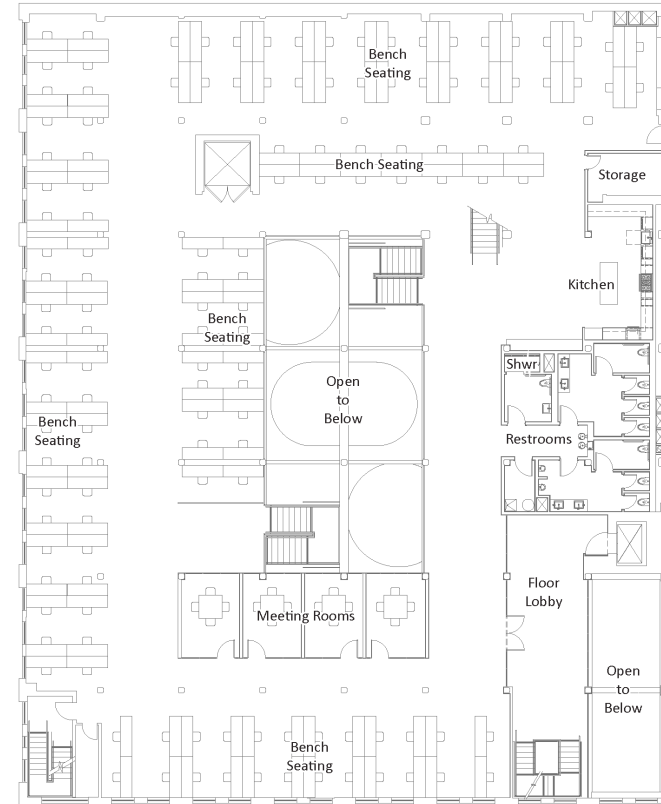 Bench
Seating
Bench Seating
Storage
Kitchen
Bench
Seating
Shwr
Open
to
Below
Bench
Seating
Restrooms
Floor
Lobby
Meeting Rooms
Open
to
Below
Bench
Seating